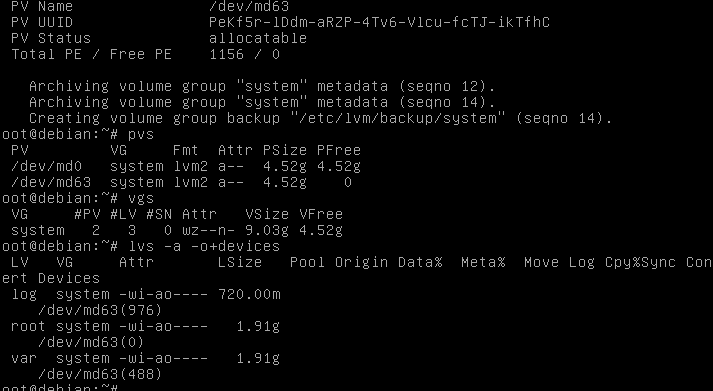 PV Name               /dev/md63
PV UUID               PeKf5r-lDdm-aRZP-4Tv6-Vlcu-fcTJ-ikTfhC
PV Status             allocatable
Total PE / Free PE    1156 / 0

Archiving volume group "system" metadata (seqno 12).
Archiving volume group "system" metadata (seqno 14).
Creating volume group backup "/etc/lvm/backup/system" (seqno 14).
oot@debian:~# pvs
PV         VG     Fmt  Attr PSize PFree
/dev/md0   system lvm2 a--  4.52g 4.52g
/dev/md63  system lvm2 a--  4.52g    0
oot@debian:~# vgs
VG     #PV #LV #SN Attr   VSize VFree
system   2   3   0 wz--n- 9.03g 4.52g
oot@debian:~# lvs -a -o+devices
LV   VG     Attr       LSize   Pool Origin Data%  Meta%  Move Log Cpy%Sync Con
ert Devices
log  system -wi-ao---- 720.00m
/dev/md63(976)
root system -wi-ao----   1.91g
/dev/md63(0)
var  system -wi-ao----   1.91g
/dev/md63(488)
oot@debian:~#